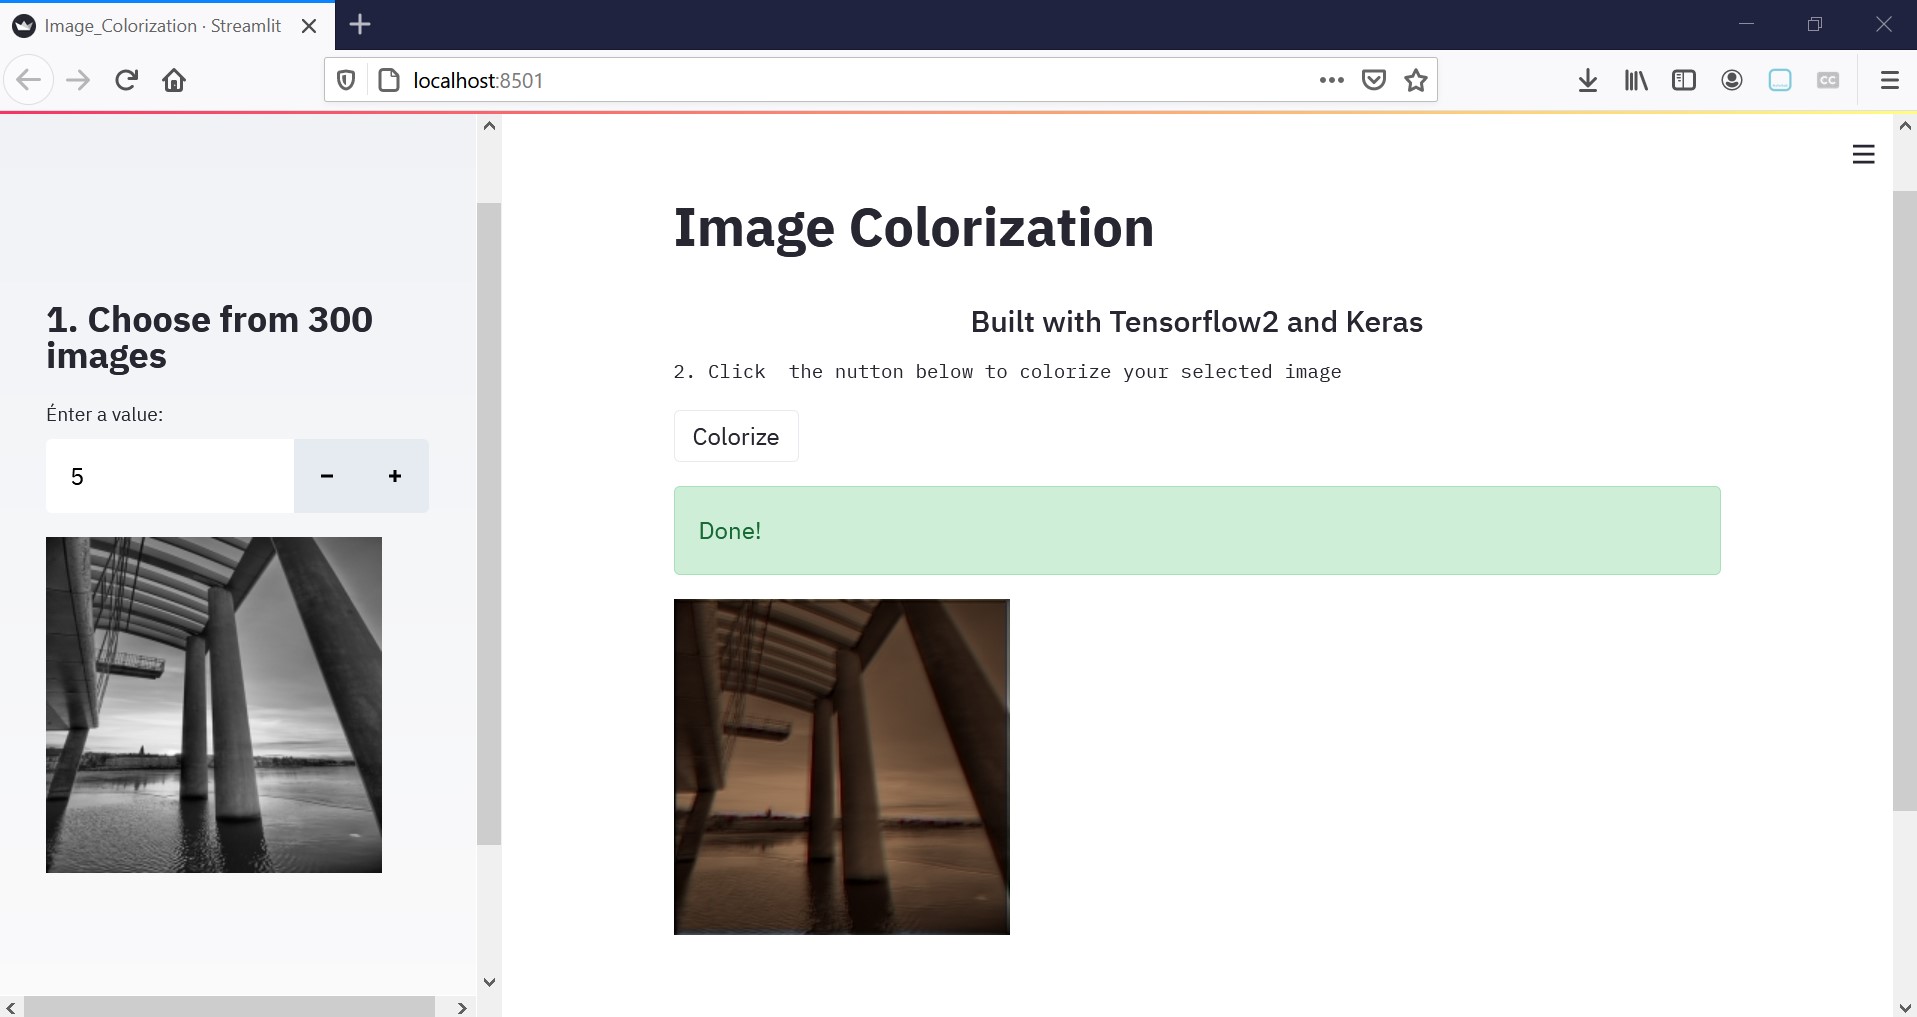 Image_Colorization · Streamlit
localhost:8501
CC
1. Choose from 300
images
Énter a value:
5
Image Colorization
Built with Tensorflow2 and Keras
2. Click  the nutton below to colorize your selected image
Colorize
Done!